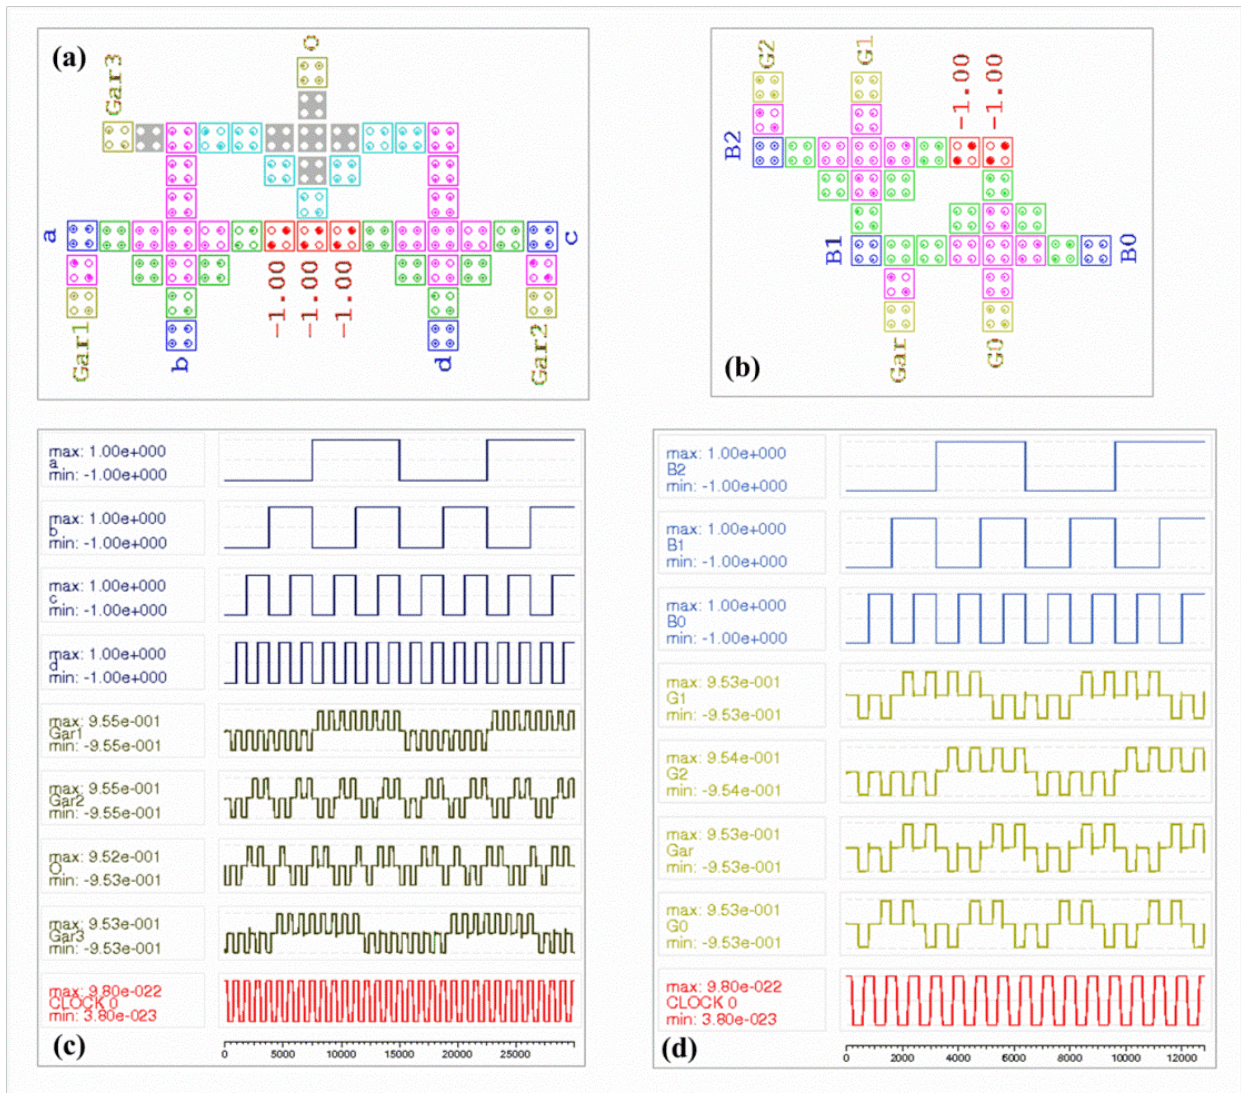 (a)
O
Gar3
a
c
-1.00
-1.00
-1.00
Gar1
b
d
Gar2
G2
G1
-1.00
-1.00
B2
B1
B0
Gar
G0
(b)
max: 1.00e+000
a
min: -1.00e+000
max: 1.00e+000
b
min: -1.00e+000
max: 1.00e+000
c
min: -1.00e+000
max: 1.00e+000
d
min: -1.00e+000
max: 9.55e-001
Gar1
min: -9.55e-001
max: 9.55e-001
Gar2
min: -9.55e-001
max: 9.52e-001
O
min: -9.53e-001
max: 9.53e-001
Gar3
min: -9.53e-001
max: 9.80e-022
CLOCK 0
min: 3.80e-023
(c)
0 5000 10000 15000 20000 25000
max: 1.00e+000
B2
min: -1.00e+000
max: 1.00e+000
B1
min: -1.00e+000
max: 1.00e+000
B0
min: -1.00e+000
max: 9.53e-001
G1
min: -9.53e-001
max: 9.54e-001
G2
min: -9.54e-001
max: 9.53e-001
Gar
min: -9.53e-001
max: 9.53e-001
G0
min: -9.53e-001
max: 9.80e-022
CLOCK 0
min: 3.80e-023
(d)
0 2000 4000 6000 8000 10000 12000